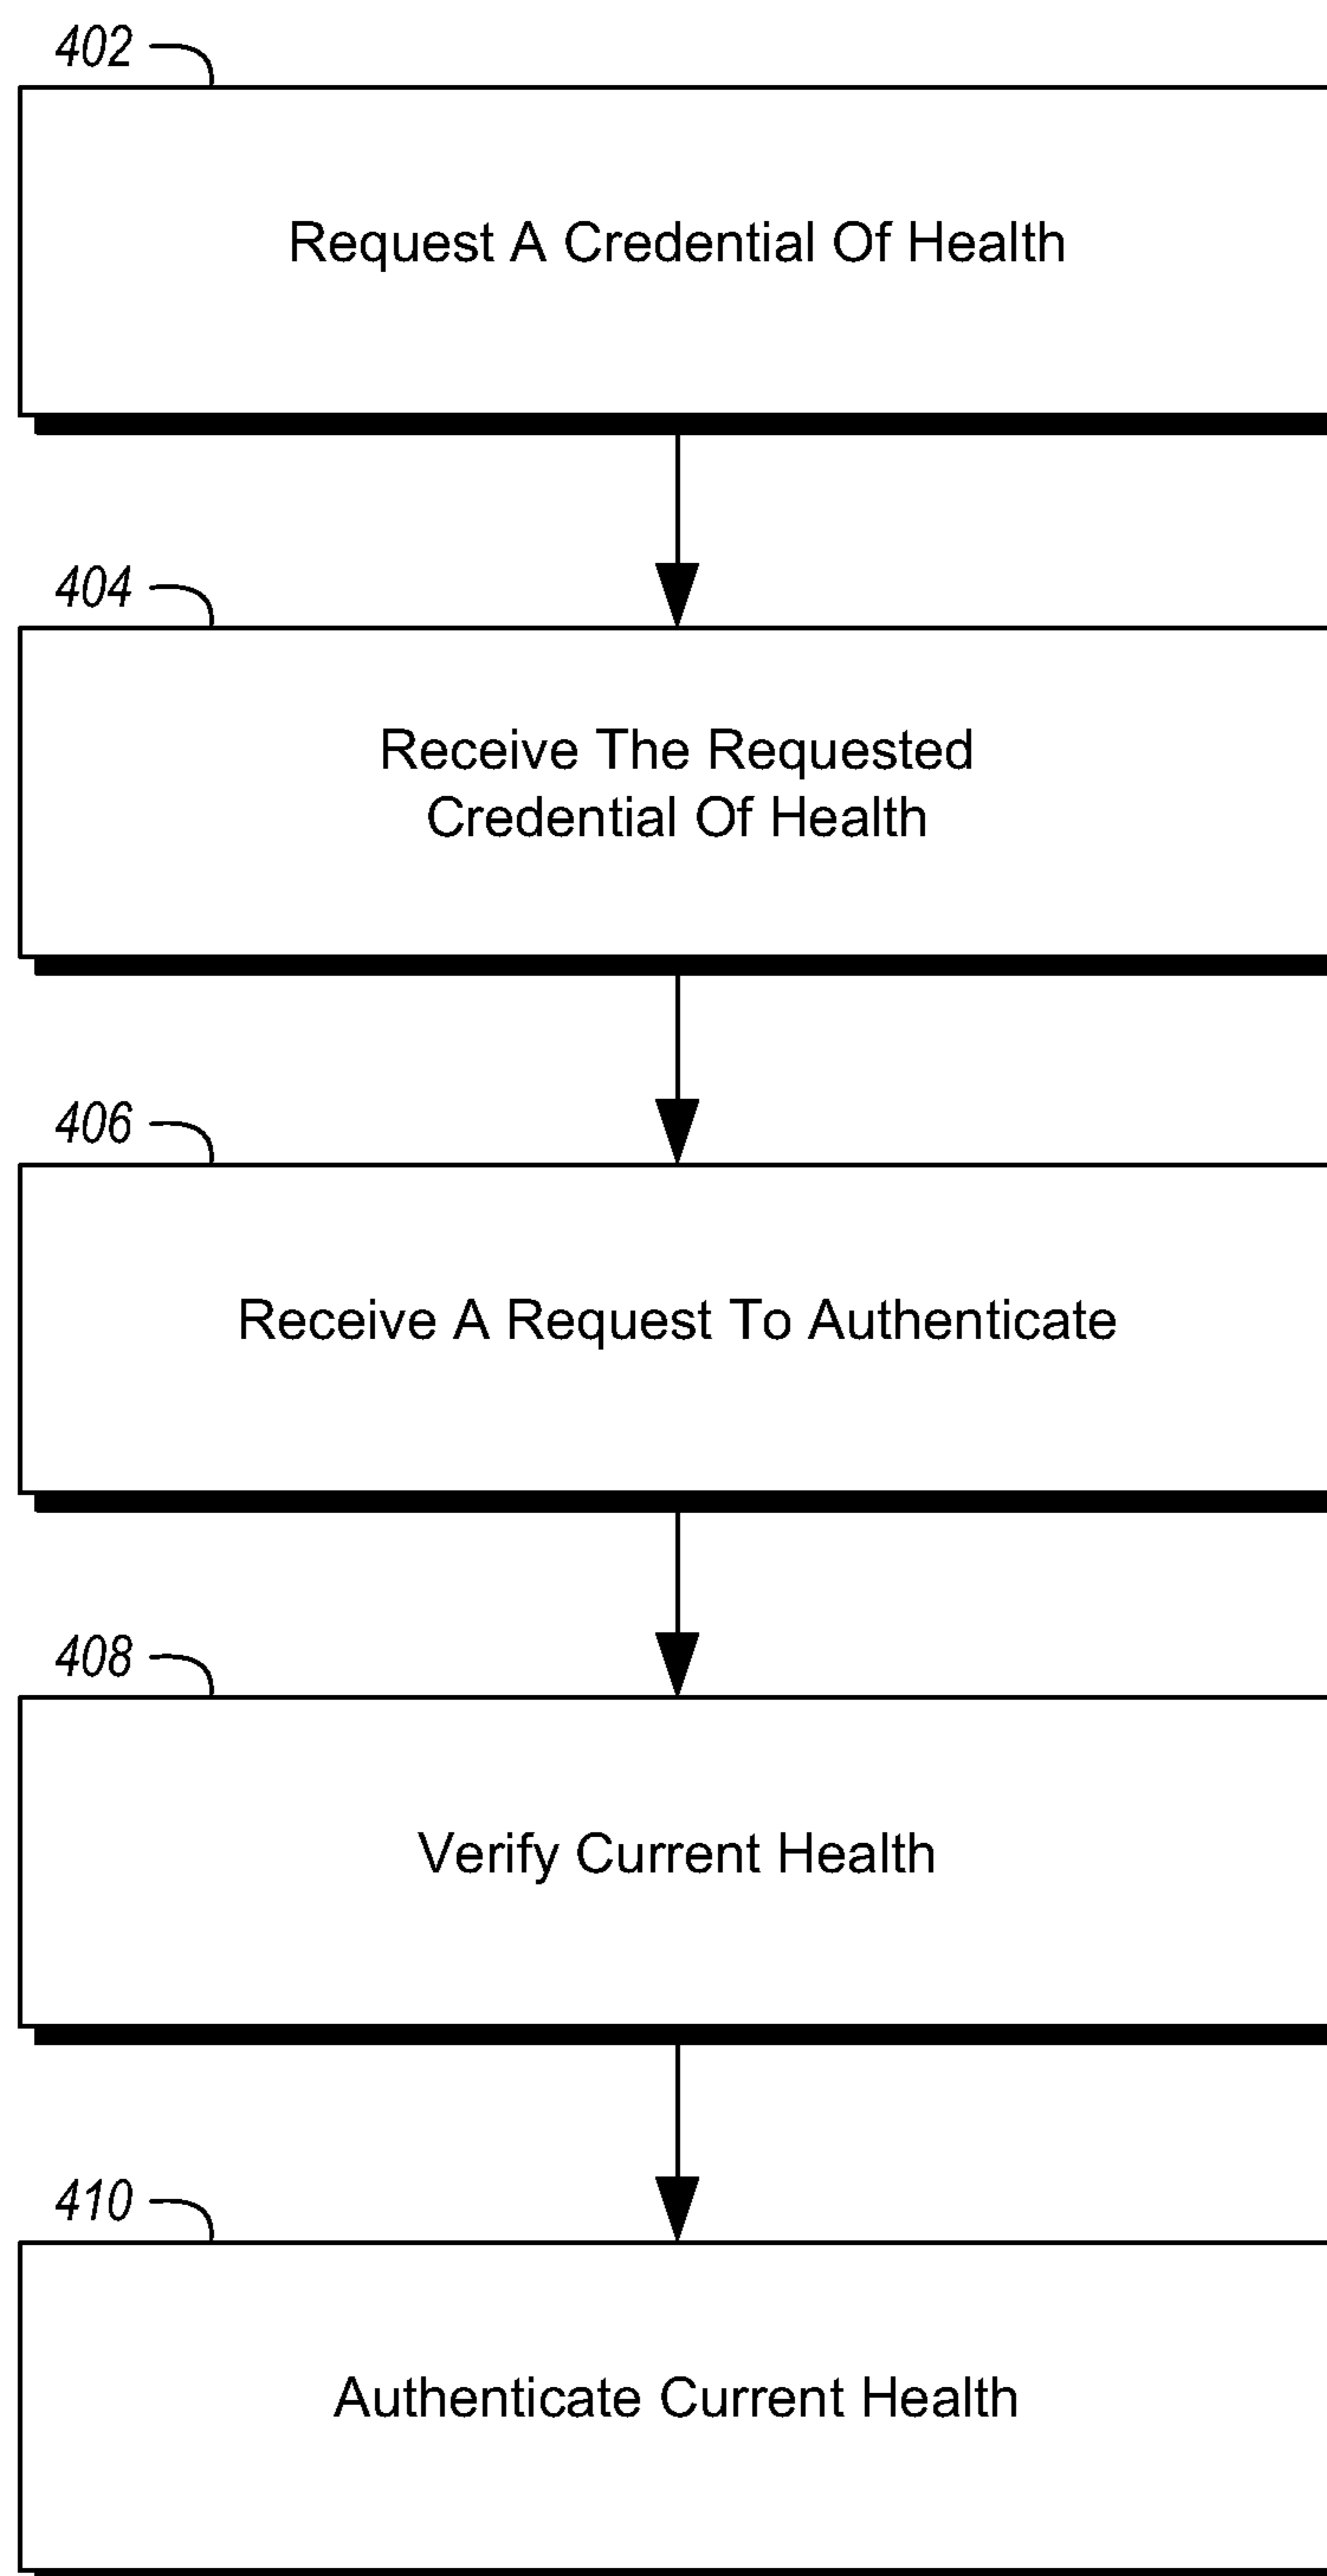 402
Request A Credential Of Health
404
Receive The Requested
Credential Of Health
406
Receive A Request To Authenticate
408
Verify Current Health
410
Authenticate Current Health